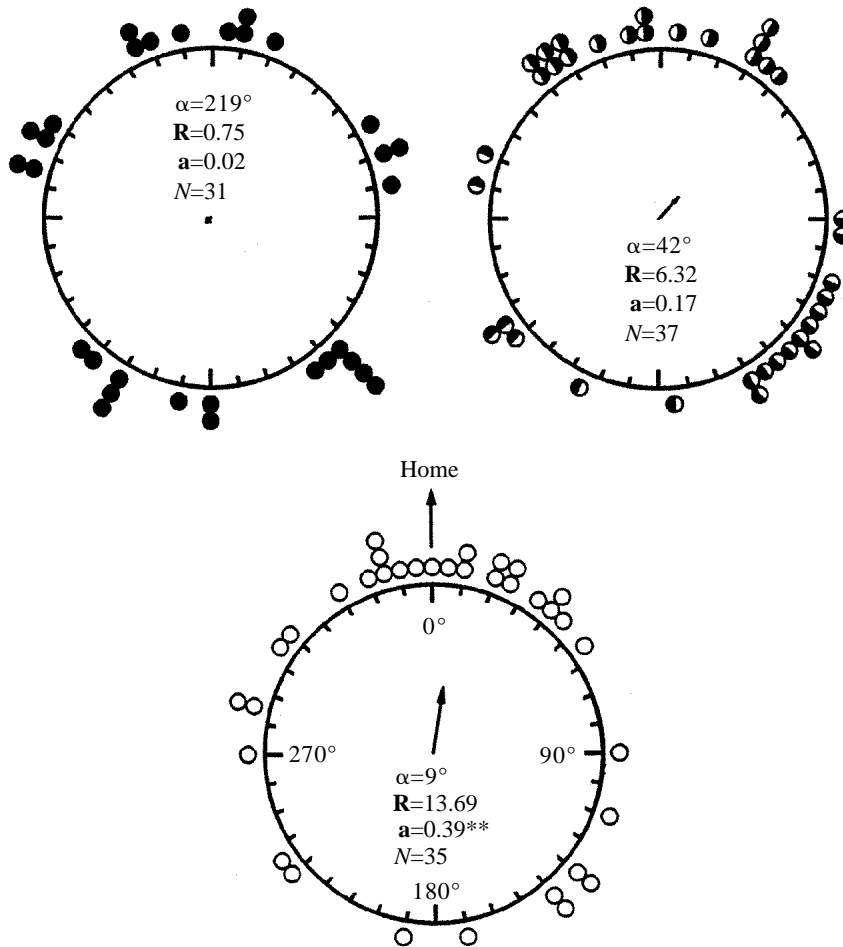 α=219°
R=0.75
a=0.02
N=31
α=42°
R=6.32
a=0.17
N=37
Home
0°
270°
90°
α=9°
R=13.69
a=0.39**
N=35
180°